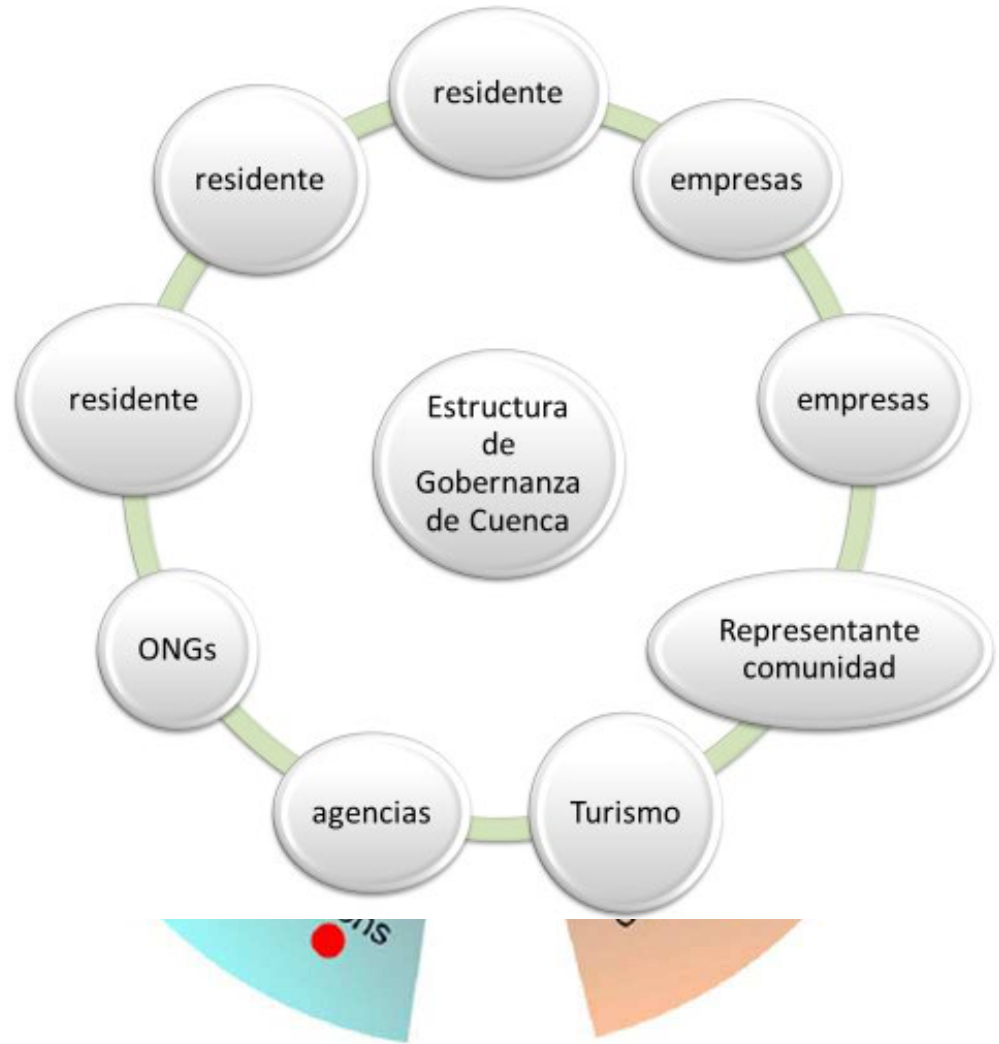 residente
residente
empresas
residente
empresas
Estructura
de
Gobernanza
de Cuenca
ONGs
Representante
comunidad
agencias
Turismo